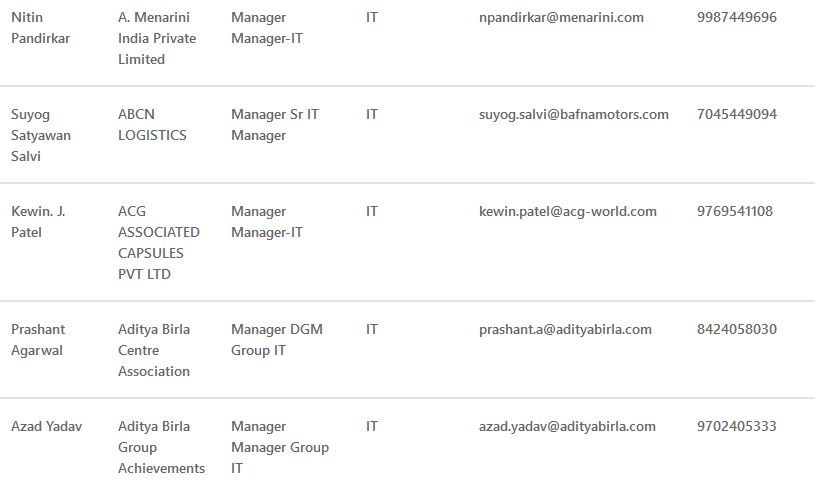 Nitin Pandirkar A. Menarini India Private Limited Manager Manager-IT IT npandirkar@menarini.com 9987449696
Suyog Satyawan Salvi ABCN LOGISTICS Manager Sr IT Manager IT suyog.salvi@bafnamotors.com 7045449094
Kewin. J. Patel ACG ASSOCIATED CAPSULES PVT LTD Manager Manager-IT IT kewin.patel@acg-world.com 9769541108
Prashant Agarwal Aditya Birla Centre Association Manager DGM Group IT IT prashant.a@adityabirla.com 8424058030
Azad Yadav Aditya Birla Group Achievements Manager Manager Group IT IT azad.yadav@adityabirla.com 9702405333